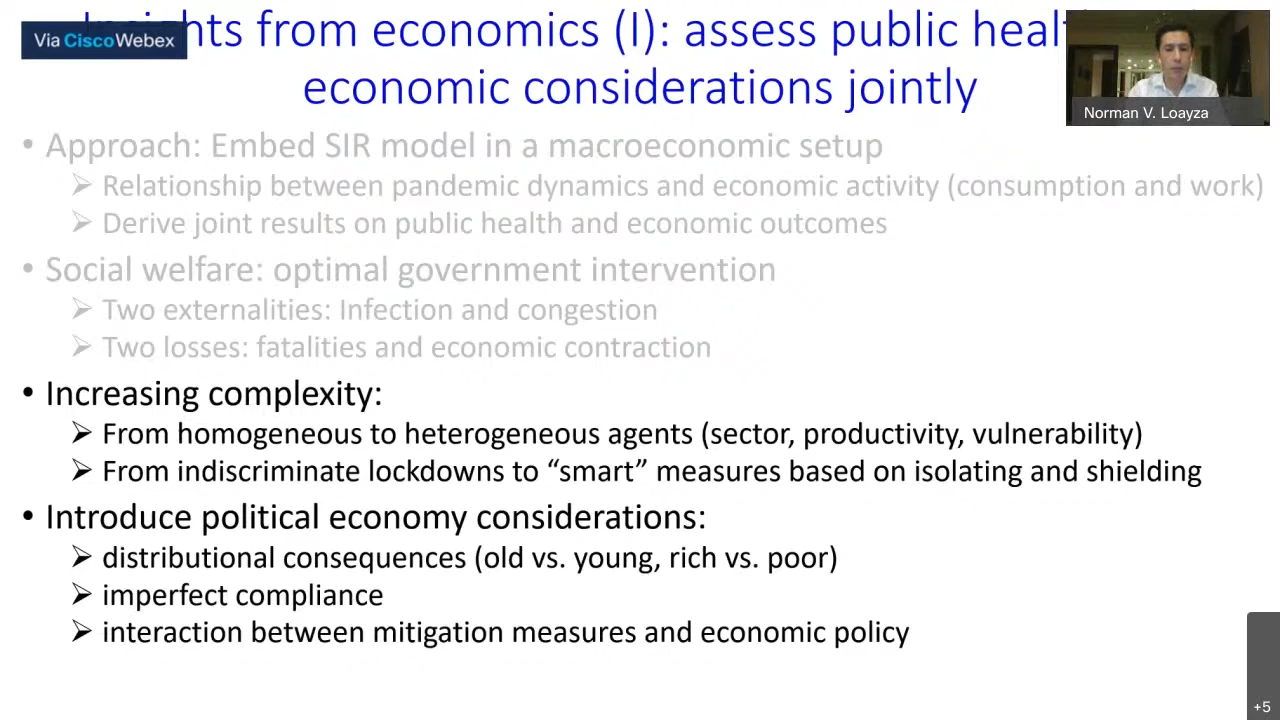 Via Cisco Webex
hts from economics (I): assess public heal
economic considerations jointly
Norman V. Loayza
• Approach: Embed SIR model in a macroeconomic setup
➢ Relationship between pandemic dynamics and economic activity (consumption and work)
➢ Derive joint results on public health and economic outcomes
• Social welfare: optimal government intervention
➢ Two externalities: Infection and congestion
➢ Two losses: fatalities and economic contraction
• Increasing complexity:
➢ From homogeneous to heterogeneous agents (sector, productivity, vulnerability)
➢ From indiscriminate lockdowns to “smart” measures based on isolating and shielding
• Introduce political economy considerations:
➢ distributional consequences (old vs. young, rich vs. poor)
➢ imperfect compliance
➢ interaction between mitigation measures and economic policy
+5